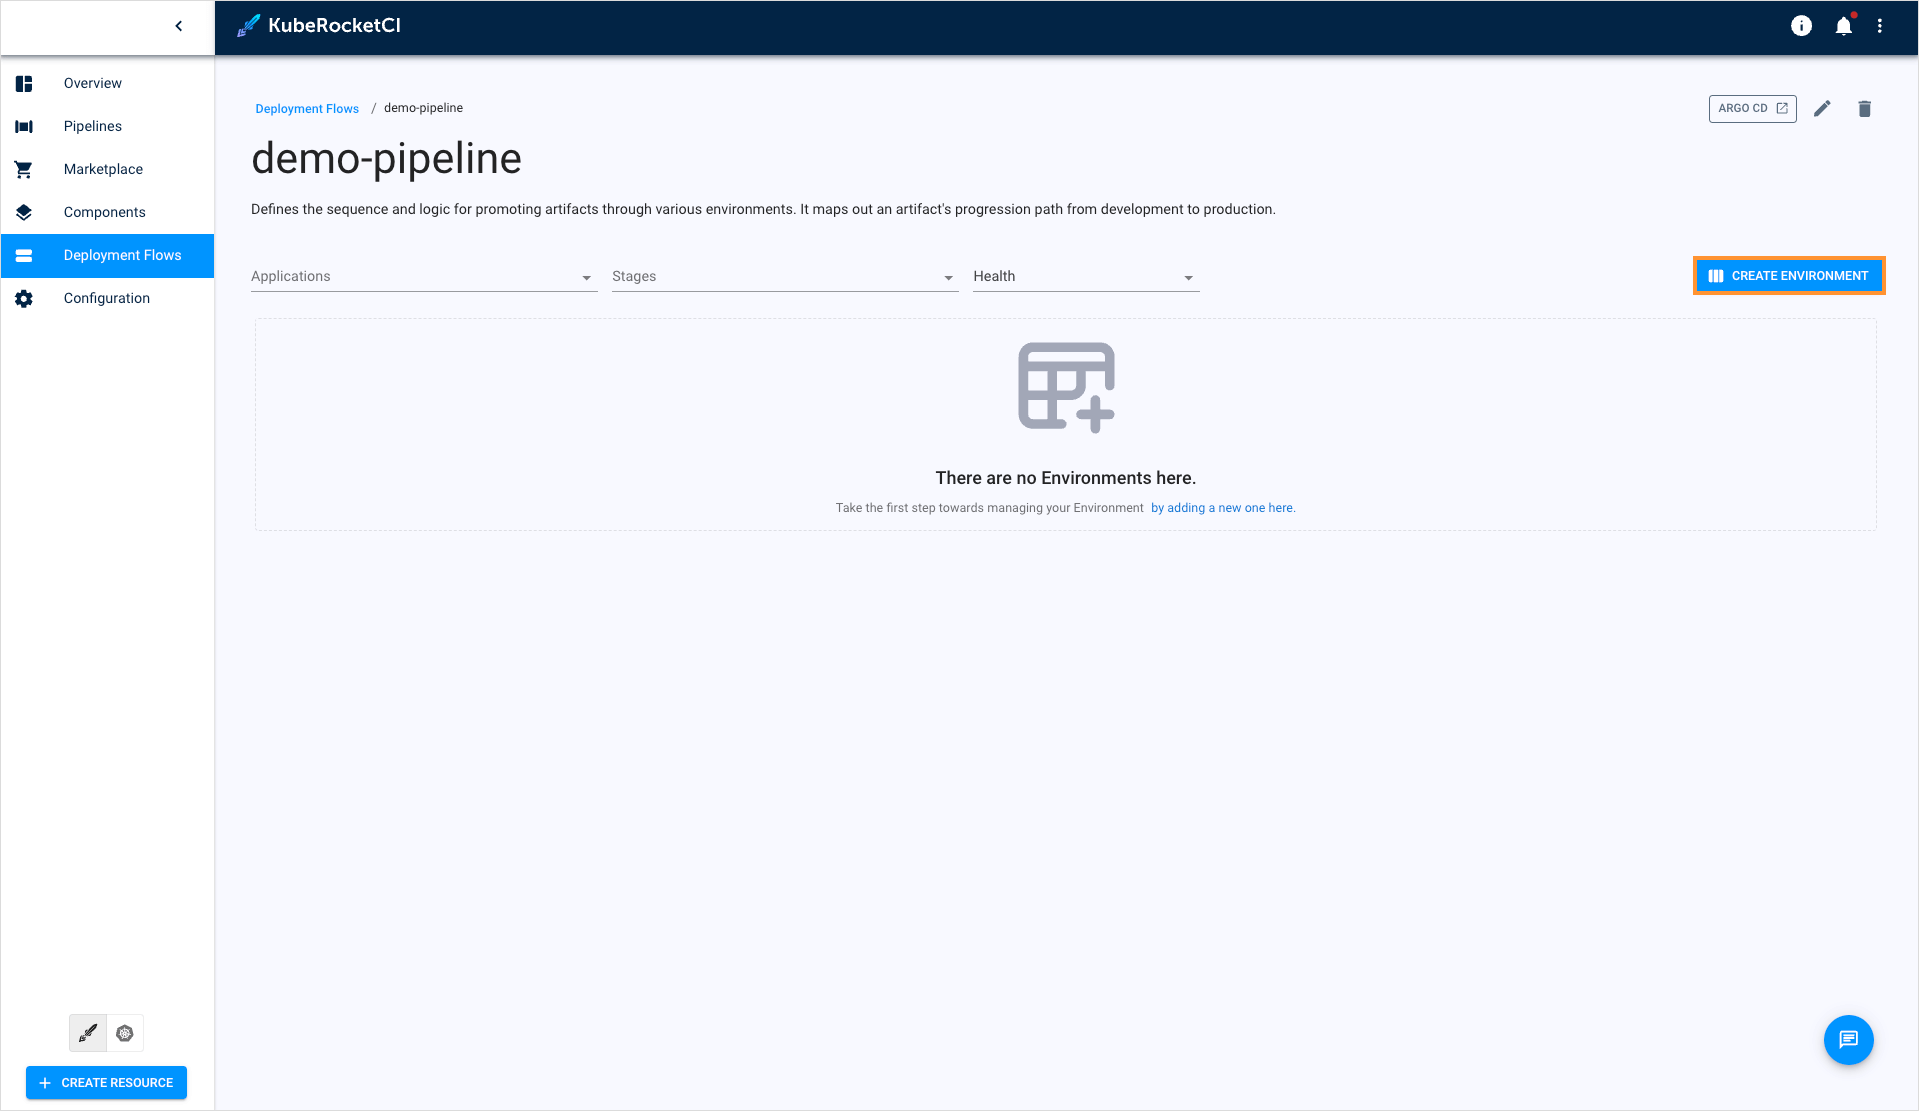 KubeRocketCI
Overview
Pipelines
Marketplace
Components
Deployment Flows
Configuration
CREATE RESOURCE
Deployment Flows / demo-pipeline
ARGO CD
demo-pipeline
Defines the sequence and logic for promoting artifacts through various environments. It maps out an artifact's progression path from development to production.
Applications
Stages
Health
CREATE ENVIRONMENT
There are no Environments here.
Take the first step towards managing your Environment by adding a new one here.